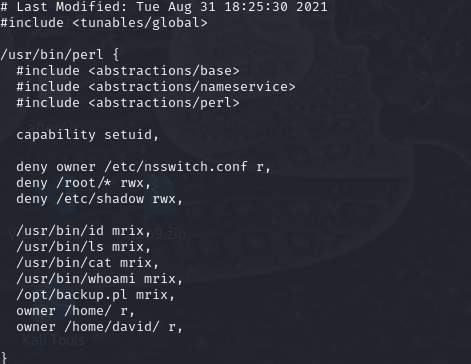 # Last Modified: Tue Aug 31 18:25:30 2021
#include <tunables/global>
/usr/bin/perl {
#include <abstractions/base>
#include <abstractions/nameservice>
#include <abstractions/perl>
capability setuid,
deny owner /etc/nsswitch.conf r,
deny /root/* rwx,
deny /etc/shadow rwx,
/usr/bin/id mrix,
/usr/bin/ls mrix,
/usr/bin/cat mrix,
/usr/bin/whoami mrix,
/opt/backup.pl mrix,
owner /home/ r,
owner /home/david/ r,
Kali Tools
}